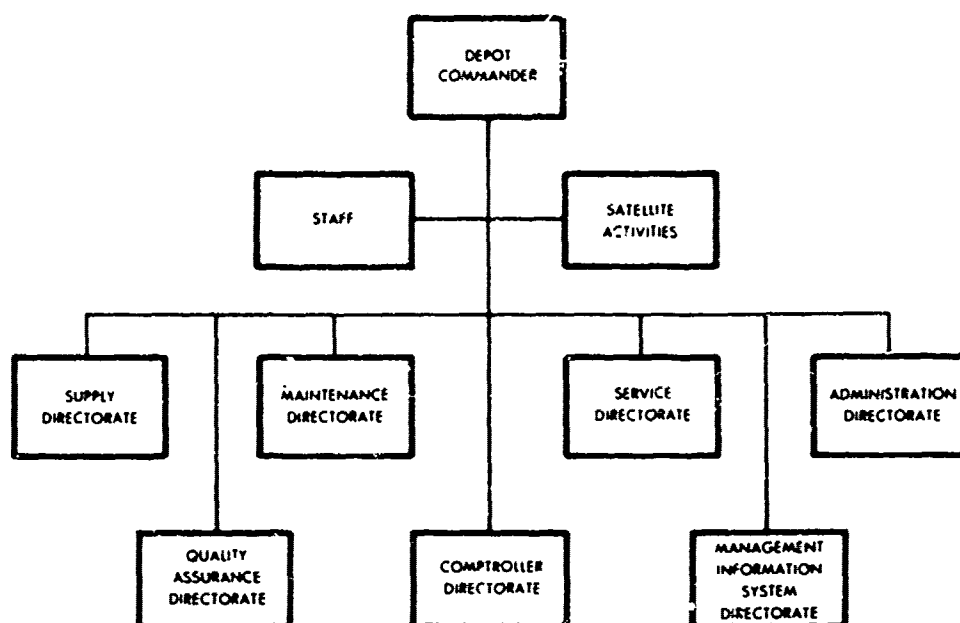 DEPOT
COMMANDER
STAFF
SATELLITE
ACTIVITIES
SUPPLY
DIRECTORATE
MAINTENANCE
DIRECTORATE
SERVICE
DIRECTORATE
ADMINISTRATION
DIRECTORATE
QUALITY
ASSURANCE
DIRECTORATE
COMPTROLLER
DIRECTORATE
MANAGEMENT
INFORMATION
SYSTEM
DIRECTORATE